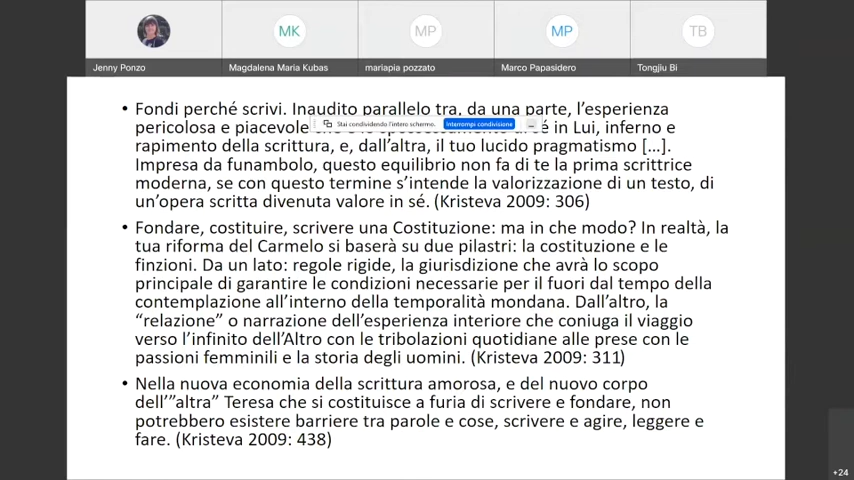 MK
MP
MP
TB
Jenny Ponzo
Magdalena Maria Kubas
mariapia pozzato
Marco Papasidero
Tongjiu Bi
• Fondi perché scrivi. Inaudito parallelo tra, da una parte, l’esperienza
Stai condividendo l'intero schermo.
Interrompi condivisione
...
pericolosa e piacevole sé in Lui, inferno e
rapimento della scrittura, e, dall’altra, il tuo lucido pragmatismo […].
Impresa da funambolo, questo equilibrio non fa di te la prima scrittrice
moderna, se con questo termine s’intende la valorizzazione di un testo, di
un’opera scritta divenuta valore in sé. (Kristeva 2009: 306)
• Fondare, costituire, scrivere una Costituzione: ma in che modo? In realtà, la
tua riforma del Carmelo si baserà su due pilastri: la costituzione e le
finzioni. Da un lato: regole rigide, la giurisdizione che avrà lo scopo
principale di garantire le condizioni necessarie per il fuori dal tempo della
contemplazione all’interno della temporalità mondana. Dall’altro, la
“relazione” o narrazione dell’esperienza interiore che coniuga il viaggio
verso l’infinito dell’Altro con le tribolazioni quotidiane alle prese con le
passioni femminili e la storia degli uomini. (Kristeva 2009: 311)
• Nella nuova economia della scrittura amorosa, e del nuovo corpo
dell’”altra” Teresa che si costituisce a furia di scrivere e fondare, non
potrebbero esistere barriere tra parole e cose, scrivere e agire, leggere e
fare. (Kristeva 2009: 438)
+24